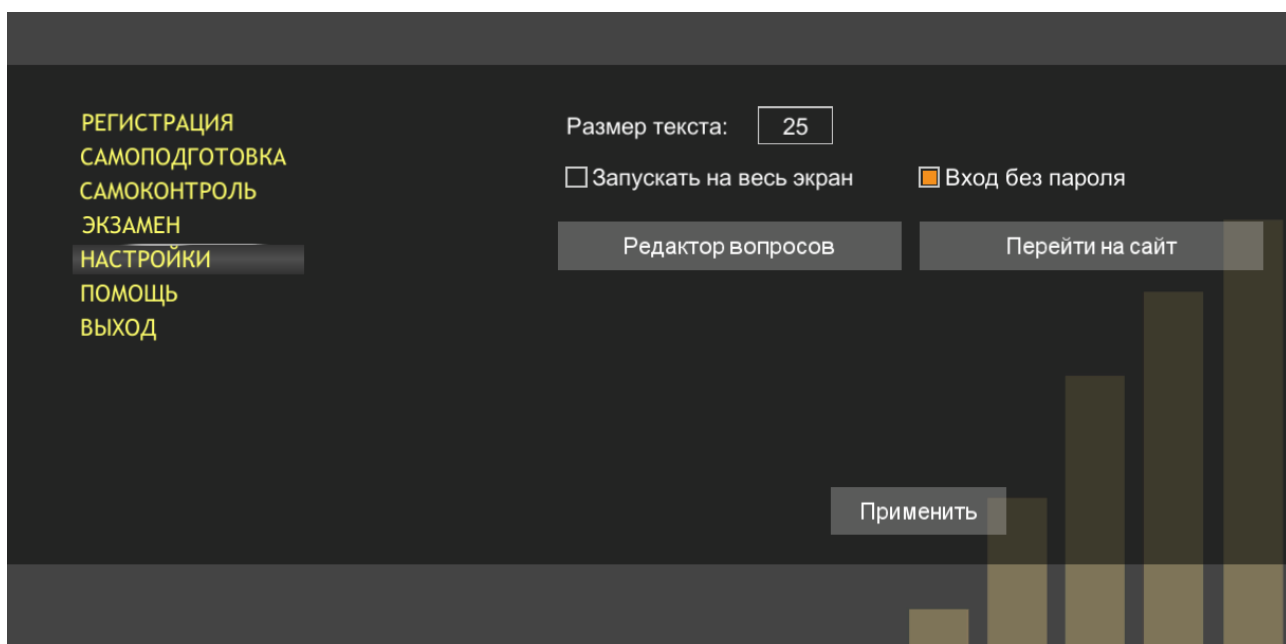 РЕГИСТРАЦИЯ
САМОПОДГОТОВКА
САМОКОНТРОЛЬ
ЭКЗАМЕН
НАСТРОЙКИ
ПОМОЩЬ
ВЫХОД
Размер текста: 25
Запускать на весь экран Вход без пароля
Редактор вопросов Перейти на сайт
Применить